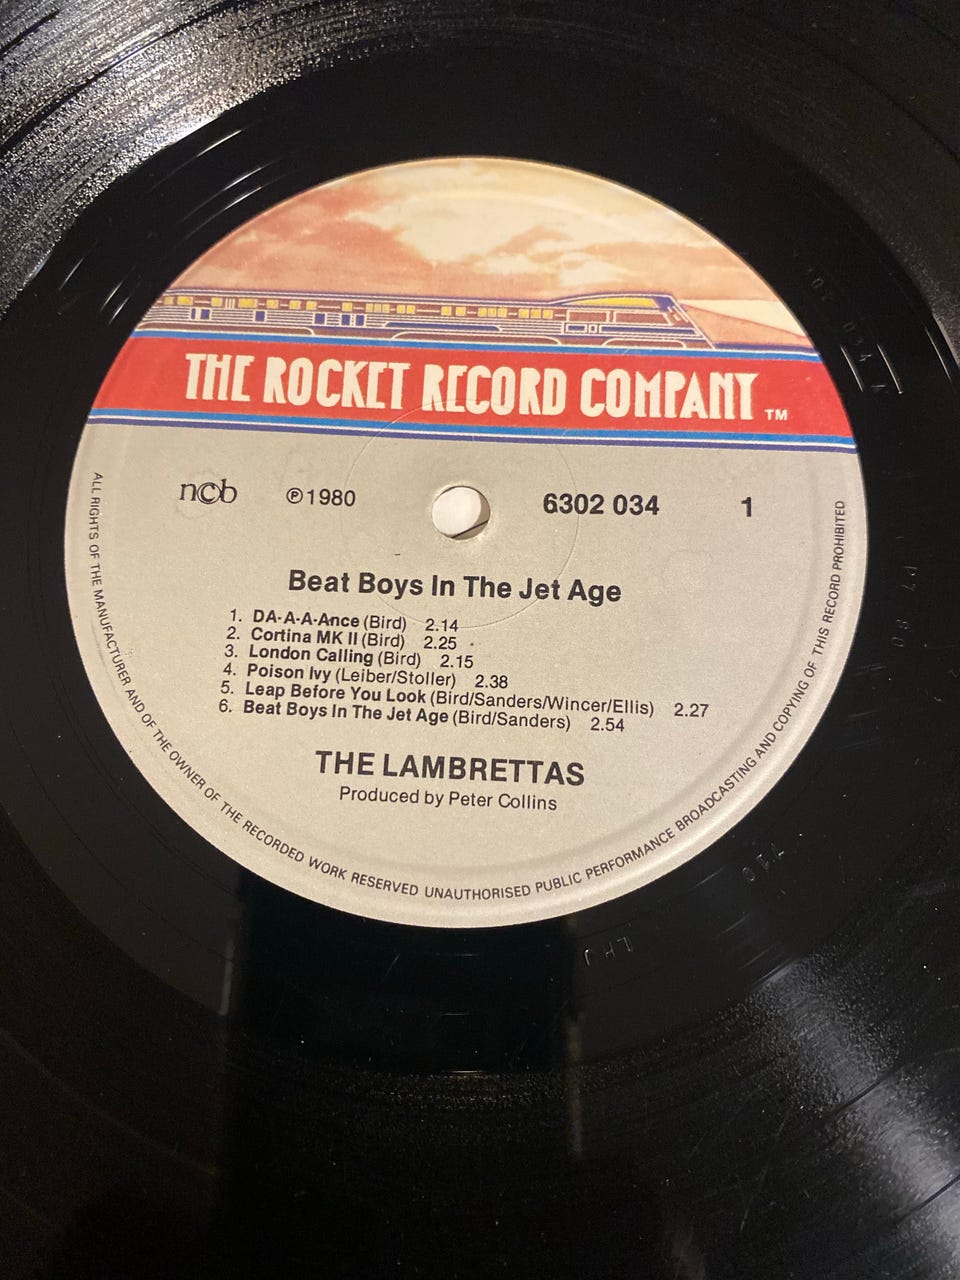 THE ROCKET RECORD COMPANY TM
ncb ℗1980 6302 034 1
Beat Boys In The Jet Age
1. DA-A-A-Ance (Bird) 2.14
2. Cortina MK II (Bird) 2.25
3. London Calling (Bird) 2.15
4. Poison Ivy (Leiber/Stoller) 2.38
5. Leap Before You Look (Bird/Sanders/Wincer/Ellis) 2.27
6. Beat Boys In The Jet Age (Bird/Sanders) 2.54
THE LAMBRETTAS
Produced by Peter Collins
ALL RIGHTS OF THE MANUFACTURER AND OF THE OWNER OF THE RECORDED WORK RESERVED UNAUTHORISED PUBLIC PERFORMANCE BROADCASTING AND COPYING OF THIS RECORD PROHIBITED